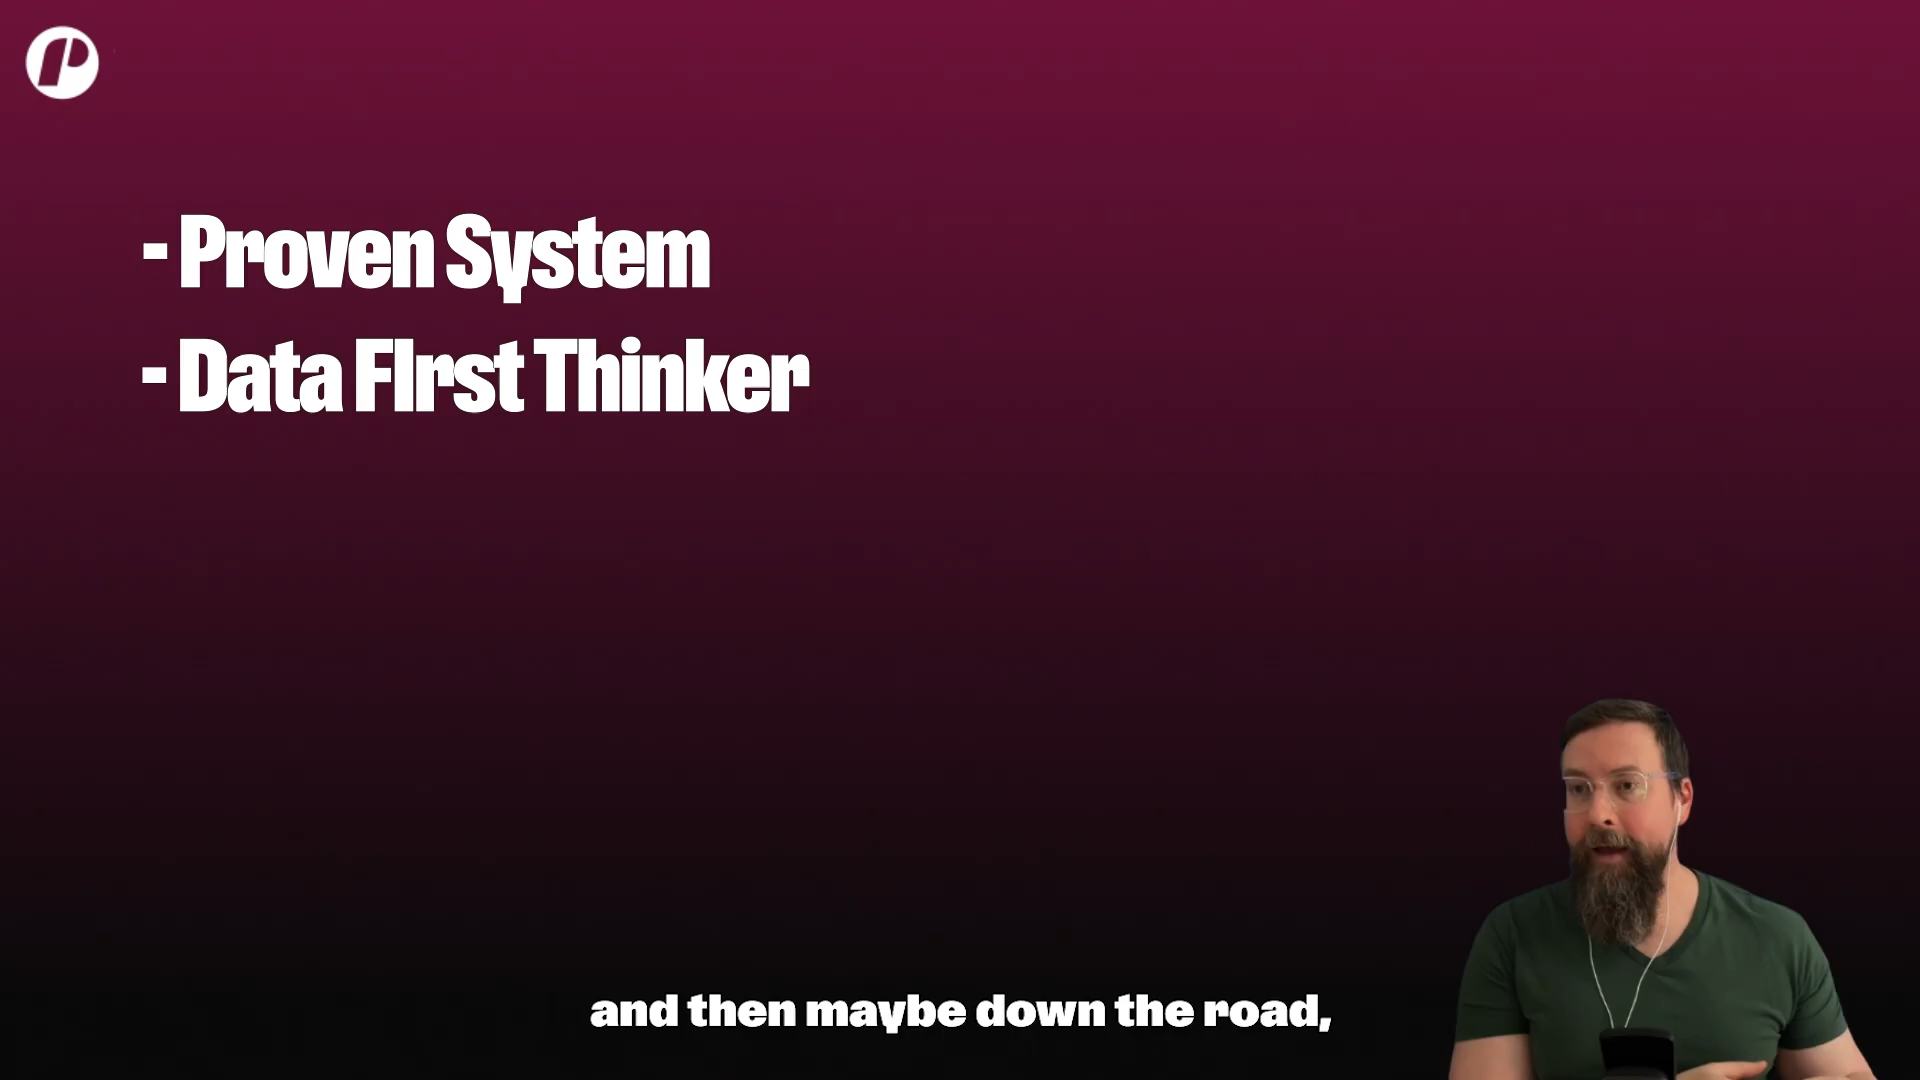 - Proven System
- Data FIrst Thinker
and then maybe down the road,